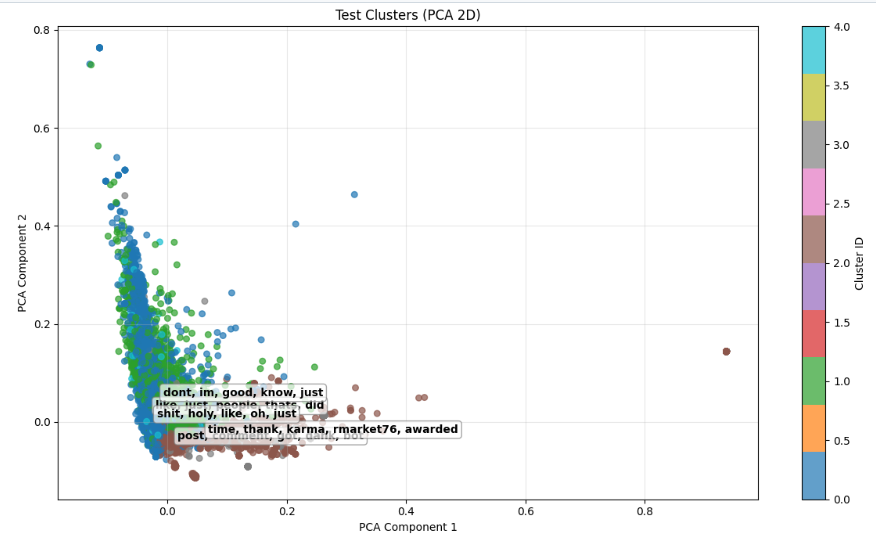 Test Clusters (PCA 2D)
0.8
0.6
0.4
0.2
0.0
PCA Component 2
dont, im, good, know, just
like, just, people, thats, did
shit, holy, like, oh, just
time, thank, karma, rmarket76, awarded
post, comment, got, dank, bot
0.0
0.2
0.4
0.6
0.8
PCA Component 1
4.0
3.5
3.0
2.5
2.0
1.5
1.0
0.5
0.0
Cluster ID